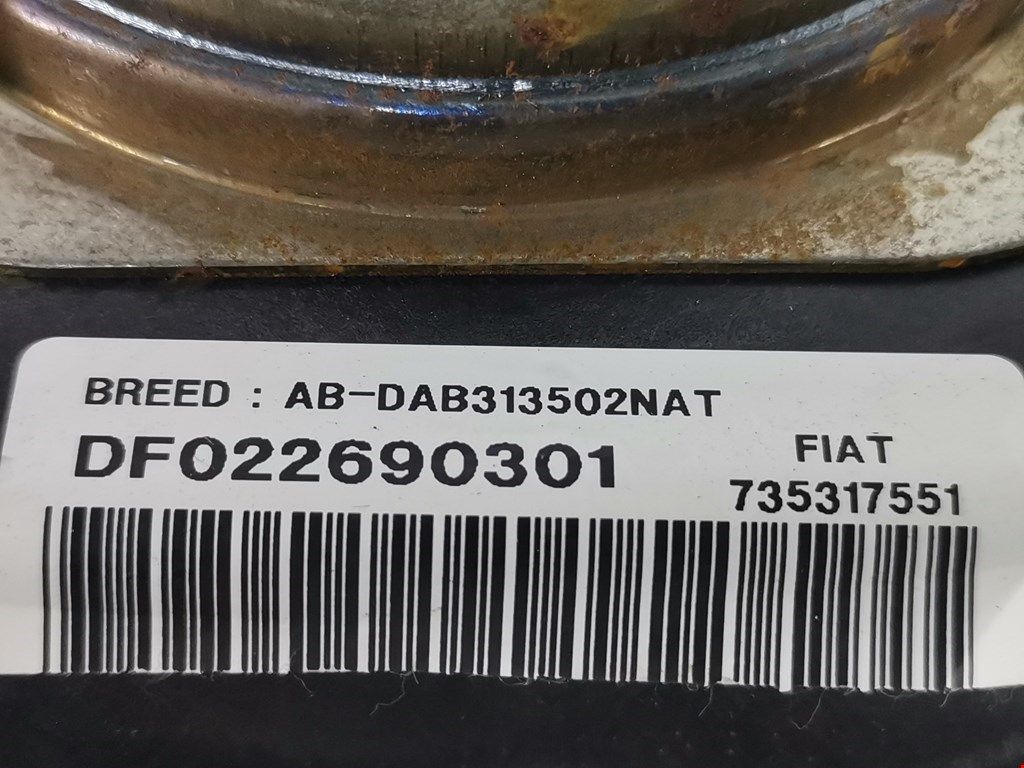 BREED : AB-DAB313502NAT
DF022690301
FIAT
735317551